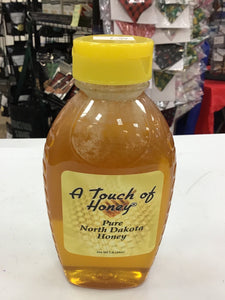 A Touch of
Honey®
Pure
North Dakota
Honey